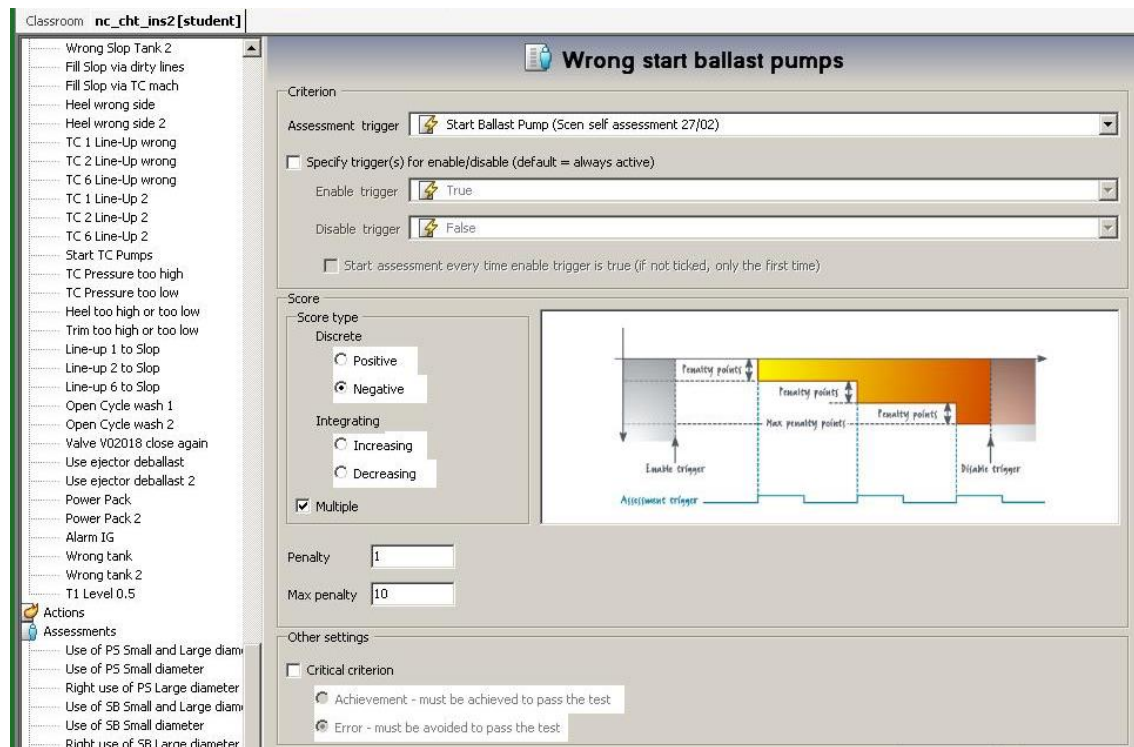 Classroom nc_cht_ins2[student]
Wrong Slop Tank 2
Fill Slop via dirty lines
Fill Slop via TC mach
Heel wrong side
Heel wrong side 2
TC 1 Line-Up wrong
TC 2 Line-Up wrong
TC 6 Line-Up wrong
TC 1 Line-Up 2
TC 2 Line-Up 2
TC 6 Line-Up 2
Start TC Pumps
TC Pressure too high
TC Pressure too low
Heel too high or too low
Trim too high or too low
Line-up 1 to Slop
Line-up 2 to Slop
Line-up 6 to Slop
Open Cycle wash 1
Open Cycle wash 2
Valve V02018 close again
Use ejector deballast
Use ejector deballast 2
Power Pack
Power Pack 2
Alarm IG
Wrong tank
Wrong tank 2
T1 Level 0.5
Actions
Assessments
Use of PS Small and Large diam
Use of PS Small diameter
Right use of PS Large diameter
Use of SB Small and Large diam
Use of SB Small diameter
Right use of SB Large diameter
Wrong start ballast pumps
Criterion
Assessment trigger Start Ballast Pump (Scen self assessment 27/02)
Specify trigger(s) for enable/disable (default = always active)
Enable trigger True
Disable trigger False
Start assessment every time enable trigger is true (if not ticked, only the first time)
Score
Score type
Discrete
Positive
Negative
Integrating
Increasing
Decreasing
Multiple
Penalty points
Penalty points
Penalty points
Max penalty points
Enable trigger
Disable trigger
Assessment trigger
Penalty 1
Max penalty 10
Other settings
Critical criterion
Achievement - must be achieved to pass the test
Error - must be avoided to pass the test